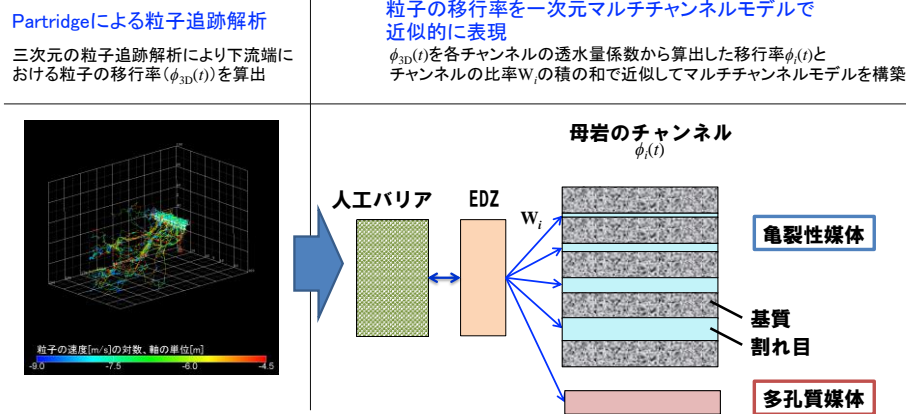 Partridgeによる粒子追跡解析
三次元の粒子追跡解析により下流端に
おける粒子の移行率(ϕ3D(t))を算出
粒子の移行率を一次元マルチチャンネルモデルで
近似的に表現
ϕ3D(t)を各チャンネルの透水量係数から算出した移行率ϕi(t)と
チャンネルの比率Wiの積の和で近似してマルチチャンネルモデルを構築
粒子の速度[m/s]の対数、軸の単位[m]
-9.0 -7.5 -6.0 -4.5
母岩のチャンネル
ϕi(t)
人工バリア
EDZ
Wi
亀裂性媒体
基質
割れ目
多孔質媒体